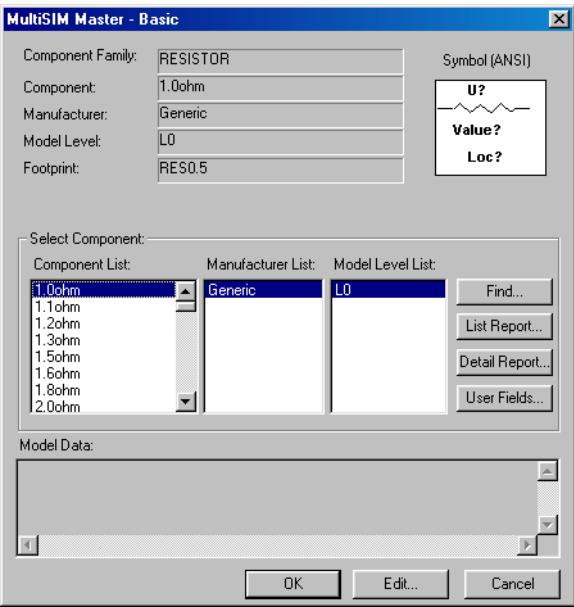 MultiSIM Master - Basic
Component Family: RESISTOR
Symbol (ANSI)
Component: 1.0ohm
Manufacturer: Generic
Model Level: L0
Footprint: RES0.5
U?
Value?
Loc?
Select Component:
Component List: Manufacturer List: Model Level List:
1.0ohm Generic L0
1.1ohm
1.2ohm
1.3ohm
1.5ohm
1.6ohm
1.8ohm
2.0ohm
Find...
List Report...
Detail Report...
User Fields...
Model Data:
OK Edit... Cancel